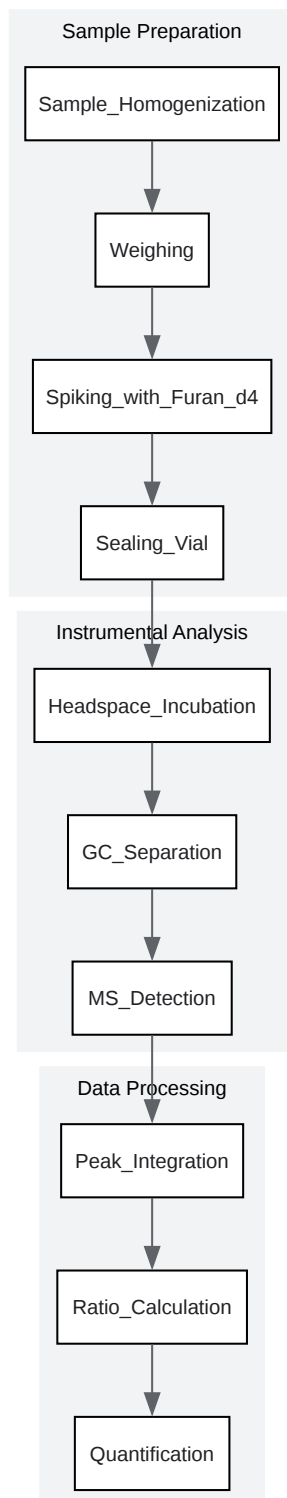 Sample Preparation
Sample_Homogenization
Weighing
Spiking_with_Furan_d4
Sealing_Vial
Instrumental Analysis
Headspace_Incubation
GC_Separation
MS_Detection
Data Processing
Peak_Integration
Ratio_Calculation
Quantification